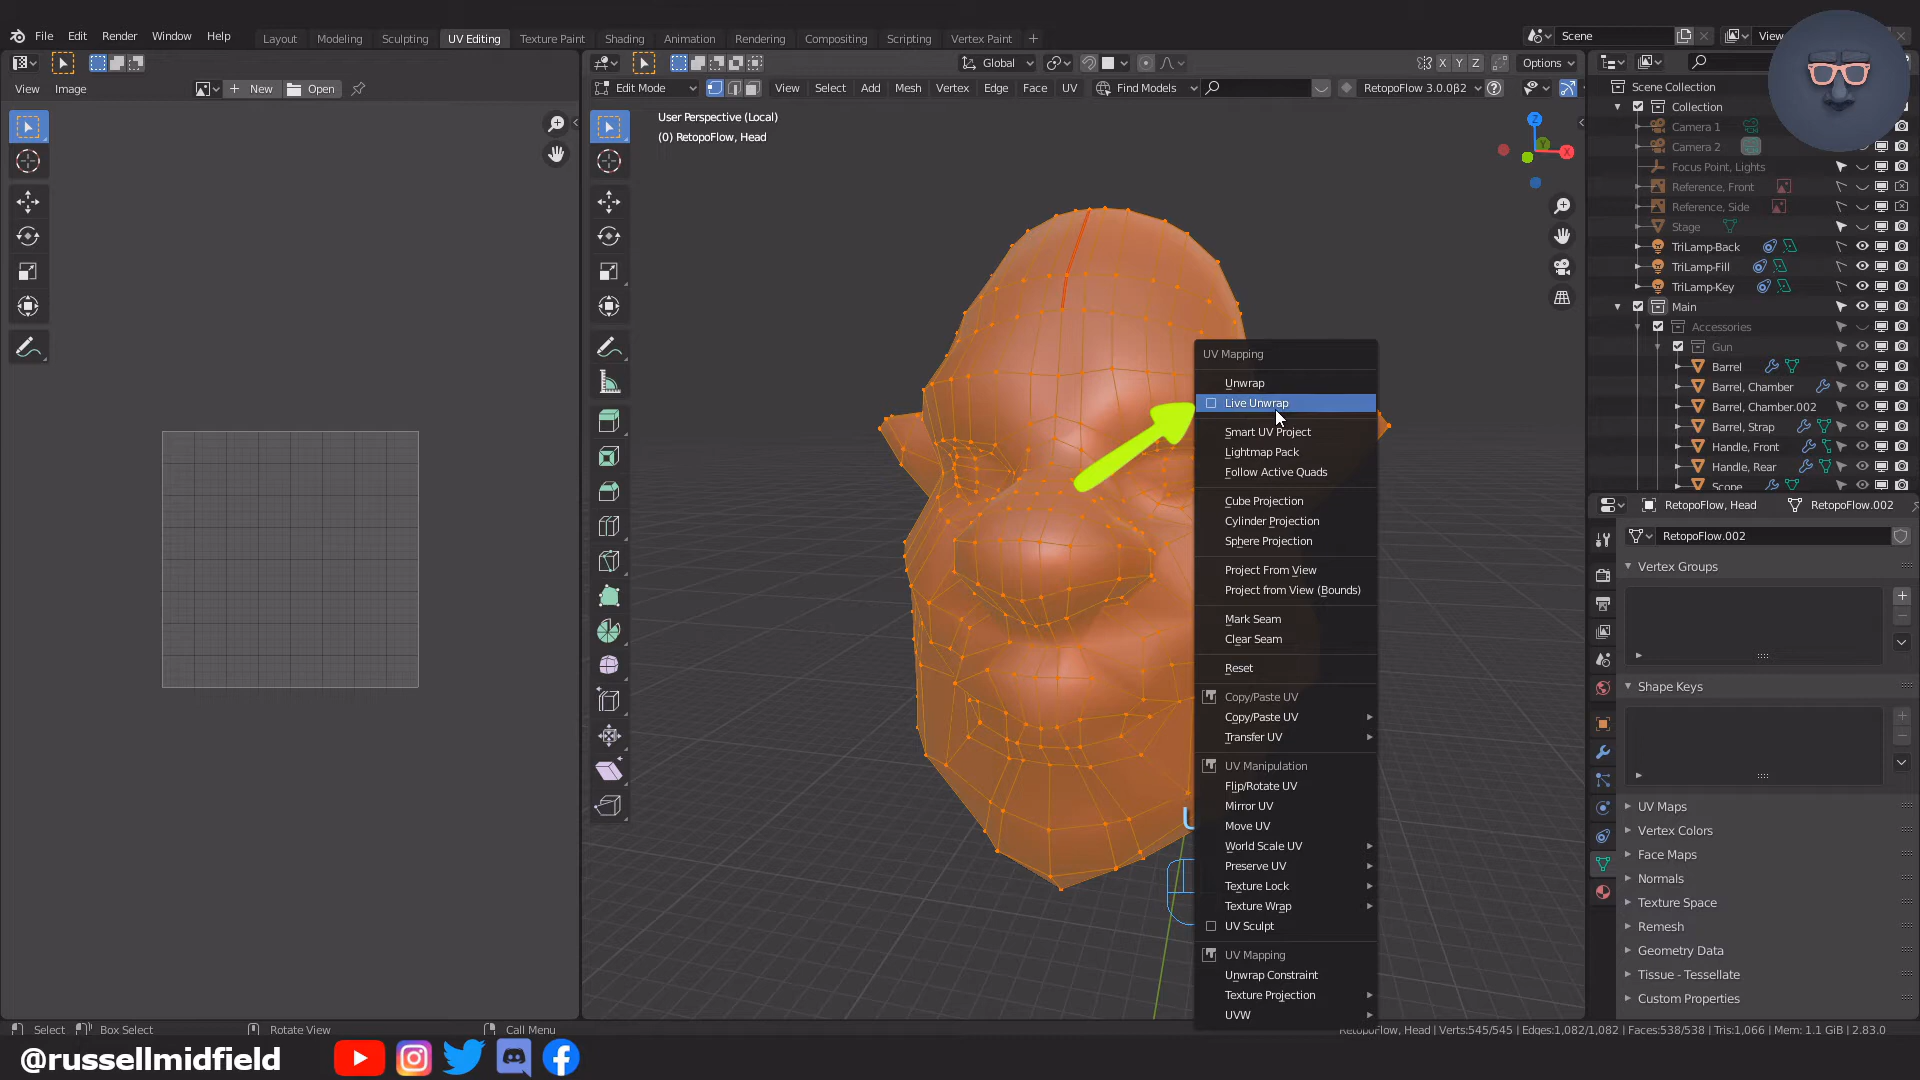 File Edit Render Window Help
Layout Modeling Sculpting UV Editing Texture Paint Shading Animation Rendering Compositing Scripting Vertex Paint +
Scene
View
Global
X Y Z
Options
View Image
New
Open
Edit Mode
View Select Add Mesh Vertex Edge Face UV
Find Models
RetopoFlow 3.0.0β2
User Perspective (Local)
(0) RetopoFlow, Head
Z
Y
X
UV Mapping
Unwrap
Live Unwrap
Smart UV Project
Lightmap Pack
Follow Active Quads
Cube Projection
Cylinder Projection
Sphere Projection
Project From View
Project from View (Bounds)
Mark Seam
Clear Seam
Reset
Copy/Paste UV
Copy/Paste UV
Transfer UV
UV Manipulation
Flip/Rotate UV
Mirror UV
Move UV
World Scale UV
Preserve UV
Texture Lock
Texture Wrap
UV Sculpt
UV Mapping
Unwrap Constraint
Texture Projection
UVW
Scene Collection
Collection
Camera 1
Camera 2
Focus Point, Lights
Reference, Front
Reference, Side
Stage
TriLamp-Back
TriLamp-Fill
TriLamp-Key
Main
Accessories
Gun
Barrel
Barrel, Chamber
Barrel, Chamber.002
Barrel, Strap
Handle, Front
Handle, Rear
Scope
RetopoFlow, Head
RetopoFlow.002
RetopoFlow.002
Vertex Groups
Shape Keys
UV Maps
Vertex Colors
Face Maps
Normals
Texture Space
Remesh
Geometry Data
Tissue - Tessellate
Custom Properties
Select
Box Select
Rotate View
Call Menu
RetopoFlow, Head | Verts:545/545 | Edges:1,082/1,082 | Faces:538/538 | Tris:1,066 | Mem: 1.1 GiB | 2.83.0
@russellmidfield